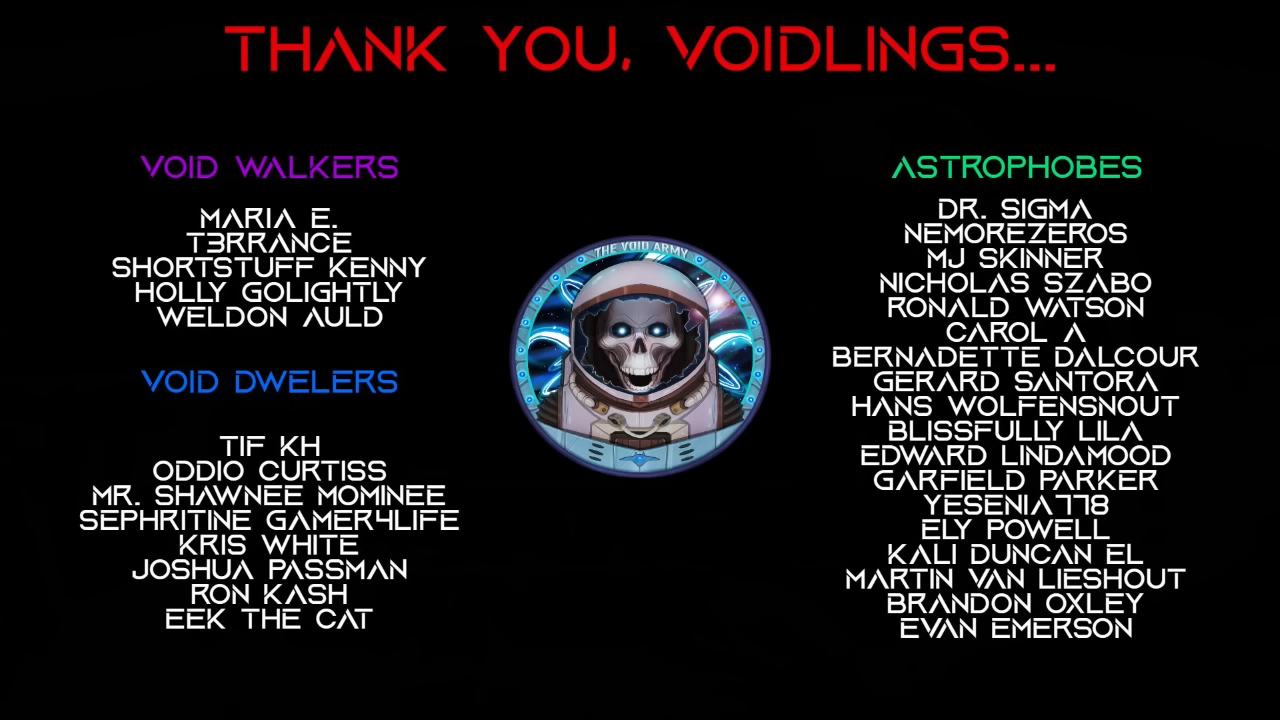 THANK YOU, VOIDLINGS...
VOID WALKERS
MARIA E.
T3RRANCE
SHORTSTUFF KENNY
HOLLY GOLIGHTLY
WELDON AULD
VOID DWELERS
TIF KH
ODDIO CURTISS
MR. SHAWNEE MOMINEE
SEPHRITINE GAMER4LIFE
KRIS WHITE
JOSHUA PASSMAN
RON KASH
EEK THE CAT
THE VOID ARMY
ASTROPHOBES
DR. SIGMA
NEMOREZEROS
MJ SKINNER
NICHOLAS SZABO
RONALD WATSON
CAROL A
BERNADETTE DALCOUR
GERARD SANTORA
HANS WOLFENSNOUT
BLISSFULLY LILA
EDWARD LINDAMOOD
GARFIELD PARKER
YESENIA778
ELY POWELL
KALI DUNCAN EL
MARTIN VAN LIESHOUT
BRANDON OXLEY
EVAN EMERSON